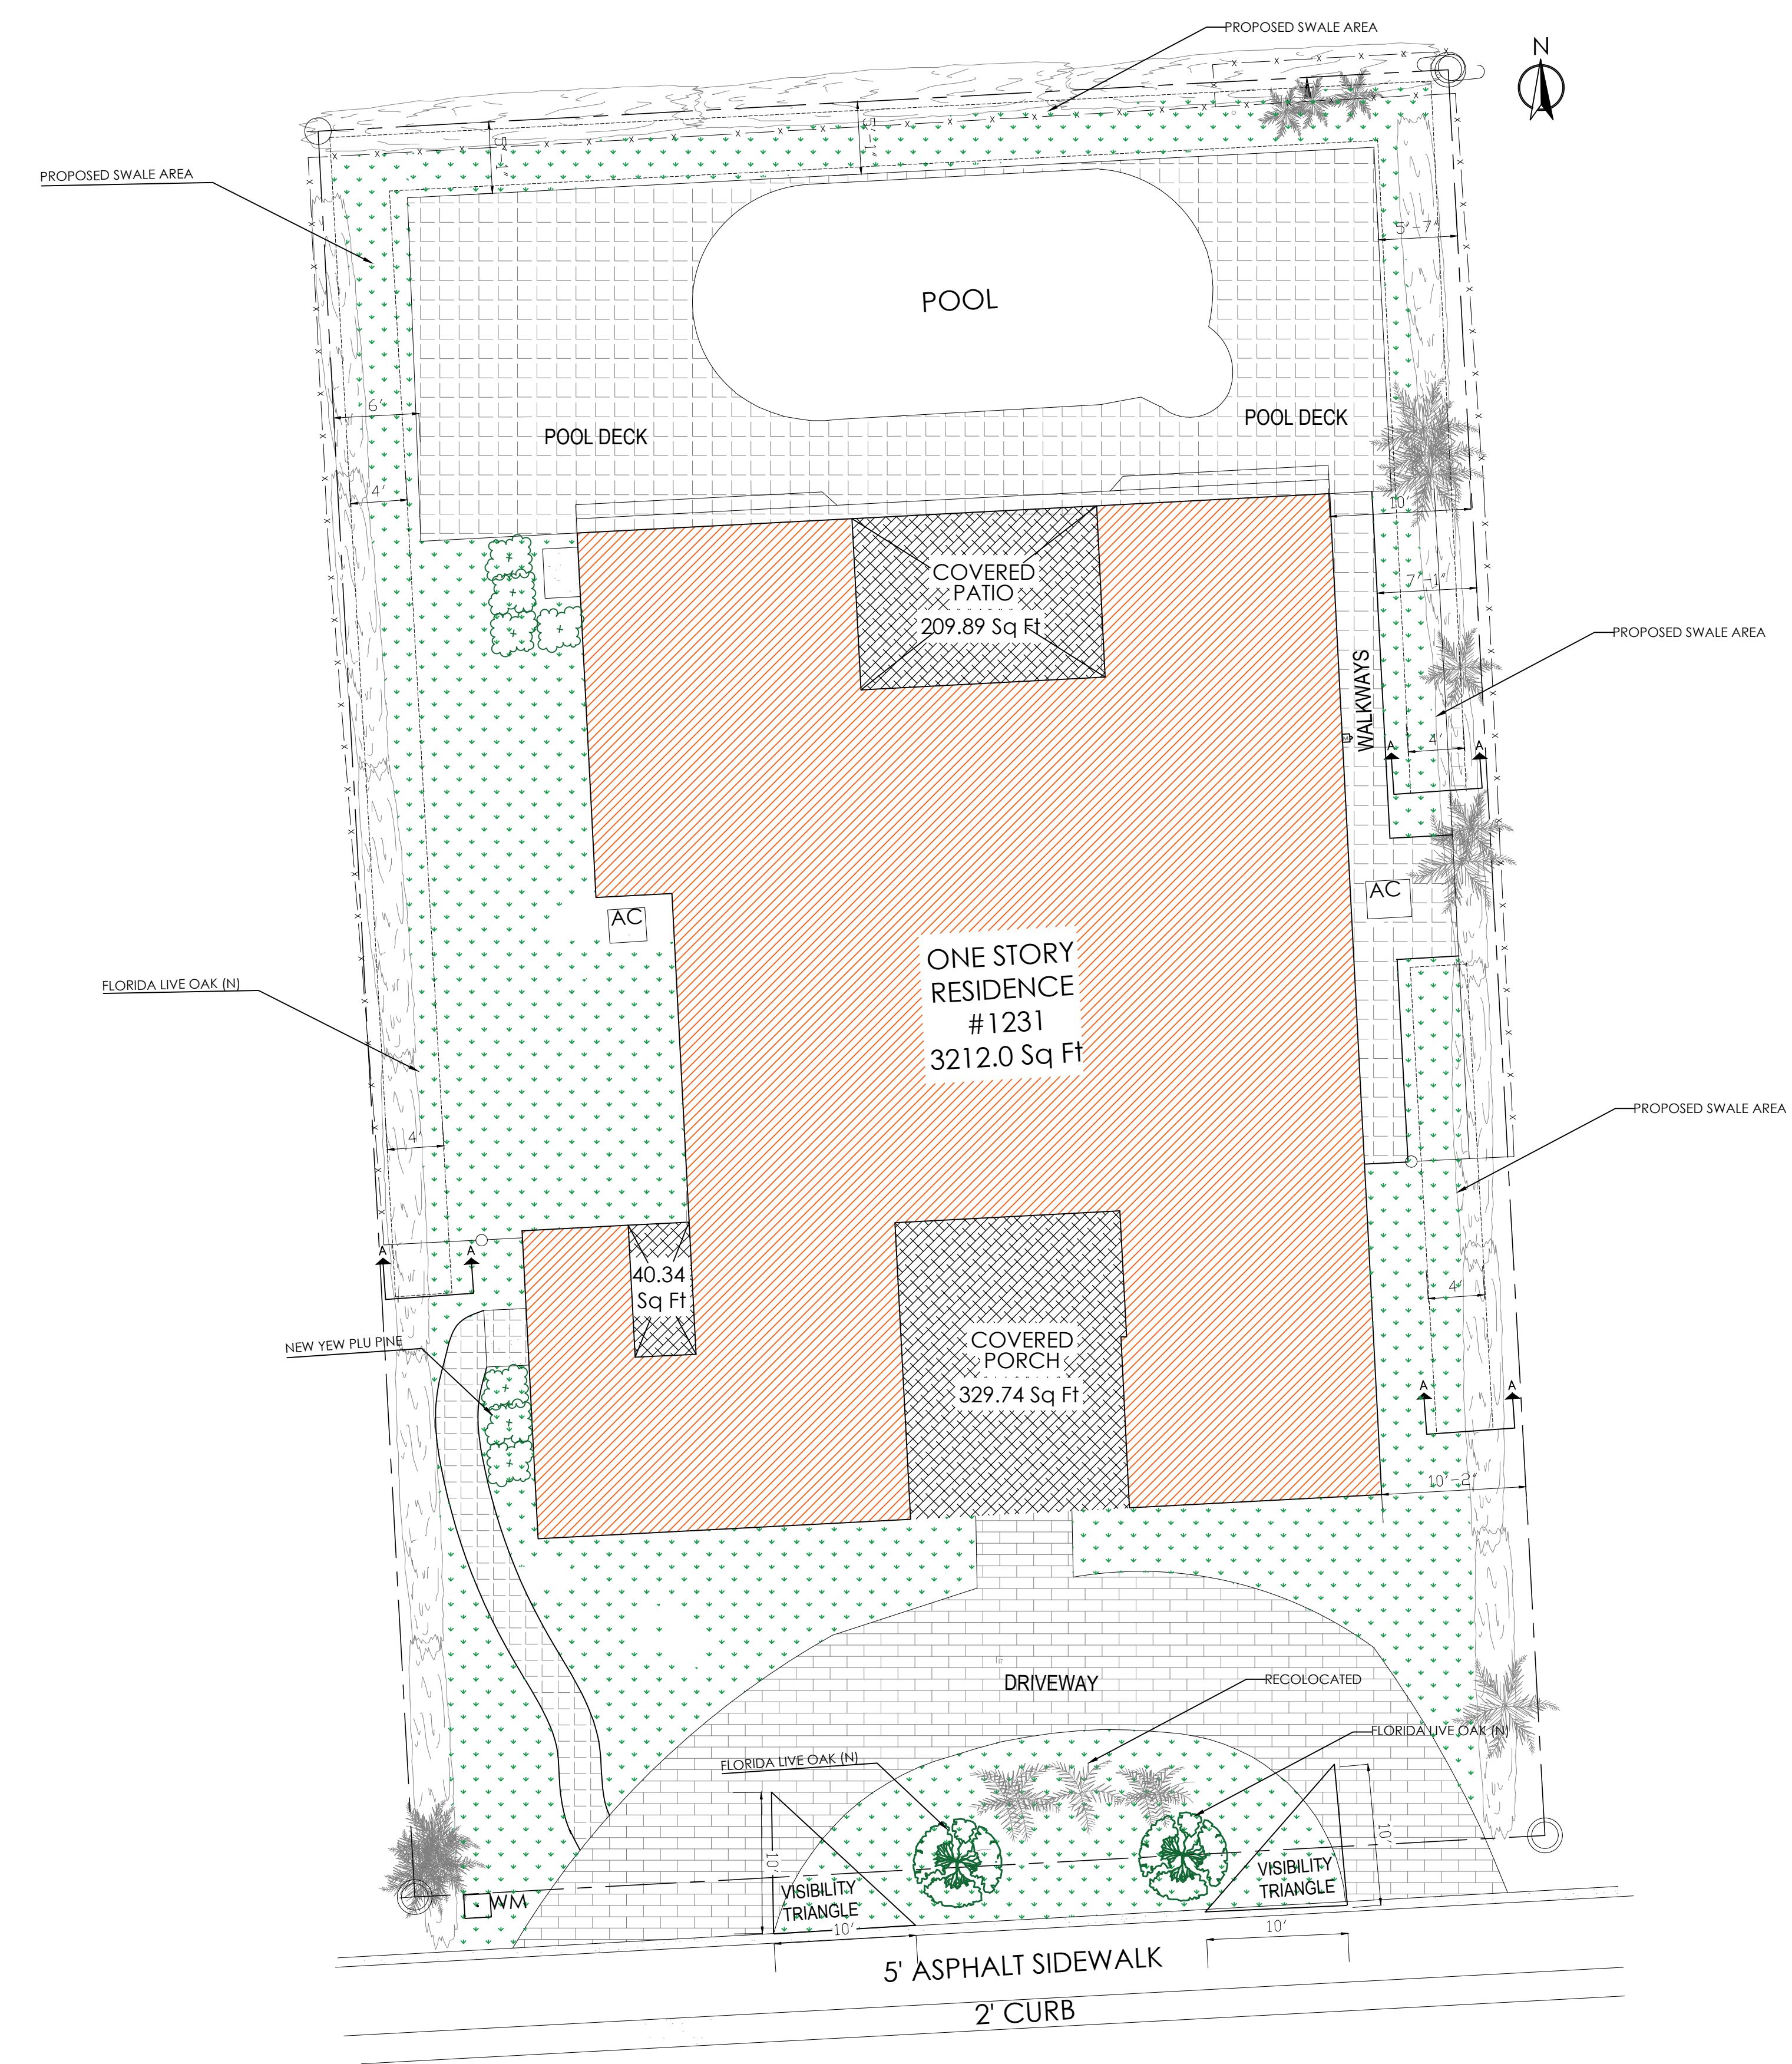 PROPOSED SWALE AREA
N
PROPOSED SWALE AREA
5'-1"
5'-1"
5'-7"
POOL
6'
POOL DECK
POOL DECK
4'
10'
COVERED
PATIO
209.89 Sq Ft
7'-1"
PROPOSED SWALE AREA
WALKWAYS
4'
A
A
AC
AC
ONE STORY
RESIDENCE
#1231
3212.0 Sq Ft
FLORIDA LIVE OAK (N)
PROPOSED SWALE AREA
4'
A
A
40.34
Sq Ft
4'
NEW YEW PLU PINE
COVERED
PORCH
329.74 Sq Ft
A
A
10'-2"
DRIVEWAY
RECOLOCATED
FLORIDA LIVE OAK (N)
FLORIDA LIVE OAK (N)
10'
10'
VISIBILITY
TRIANGLE
VISIBILITY
TRIANGLE
WM
10'
10'
5' ASPHALT SIDEWALK
2' CURB